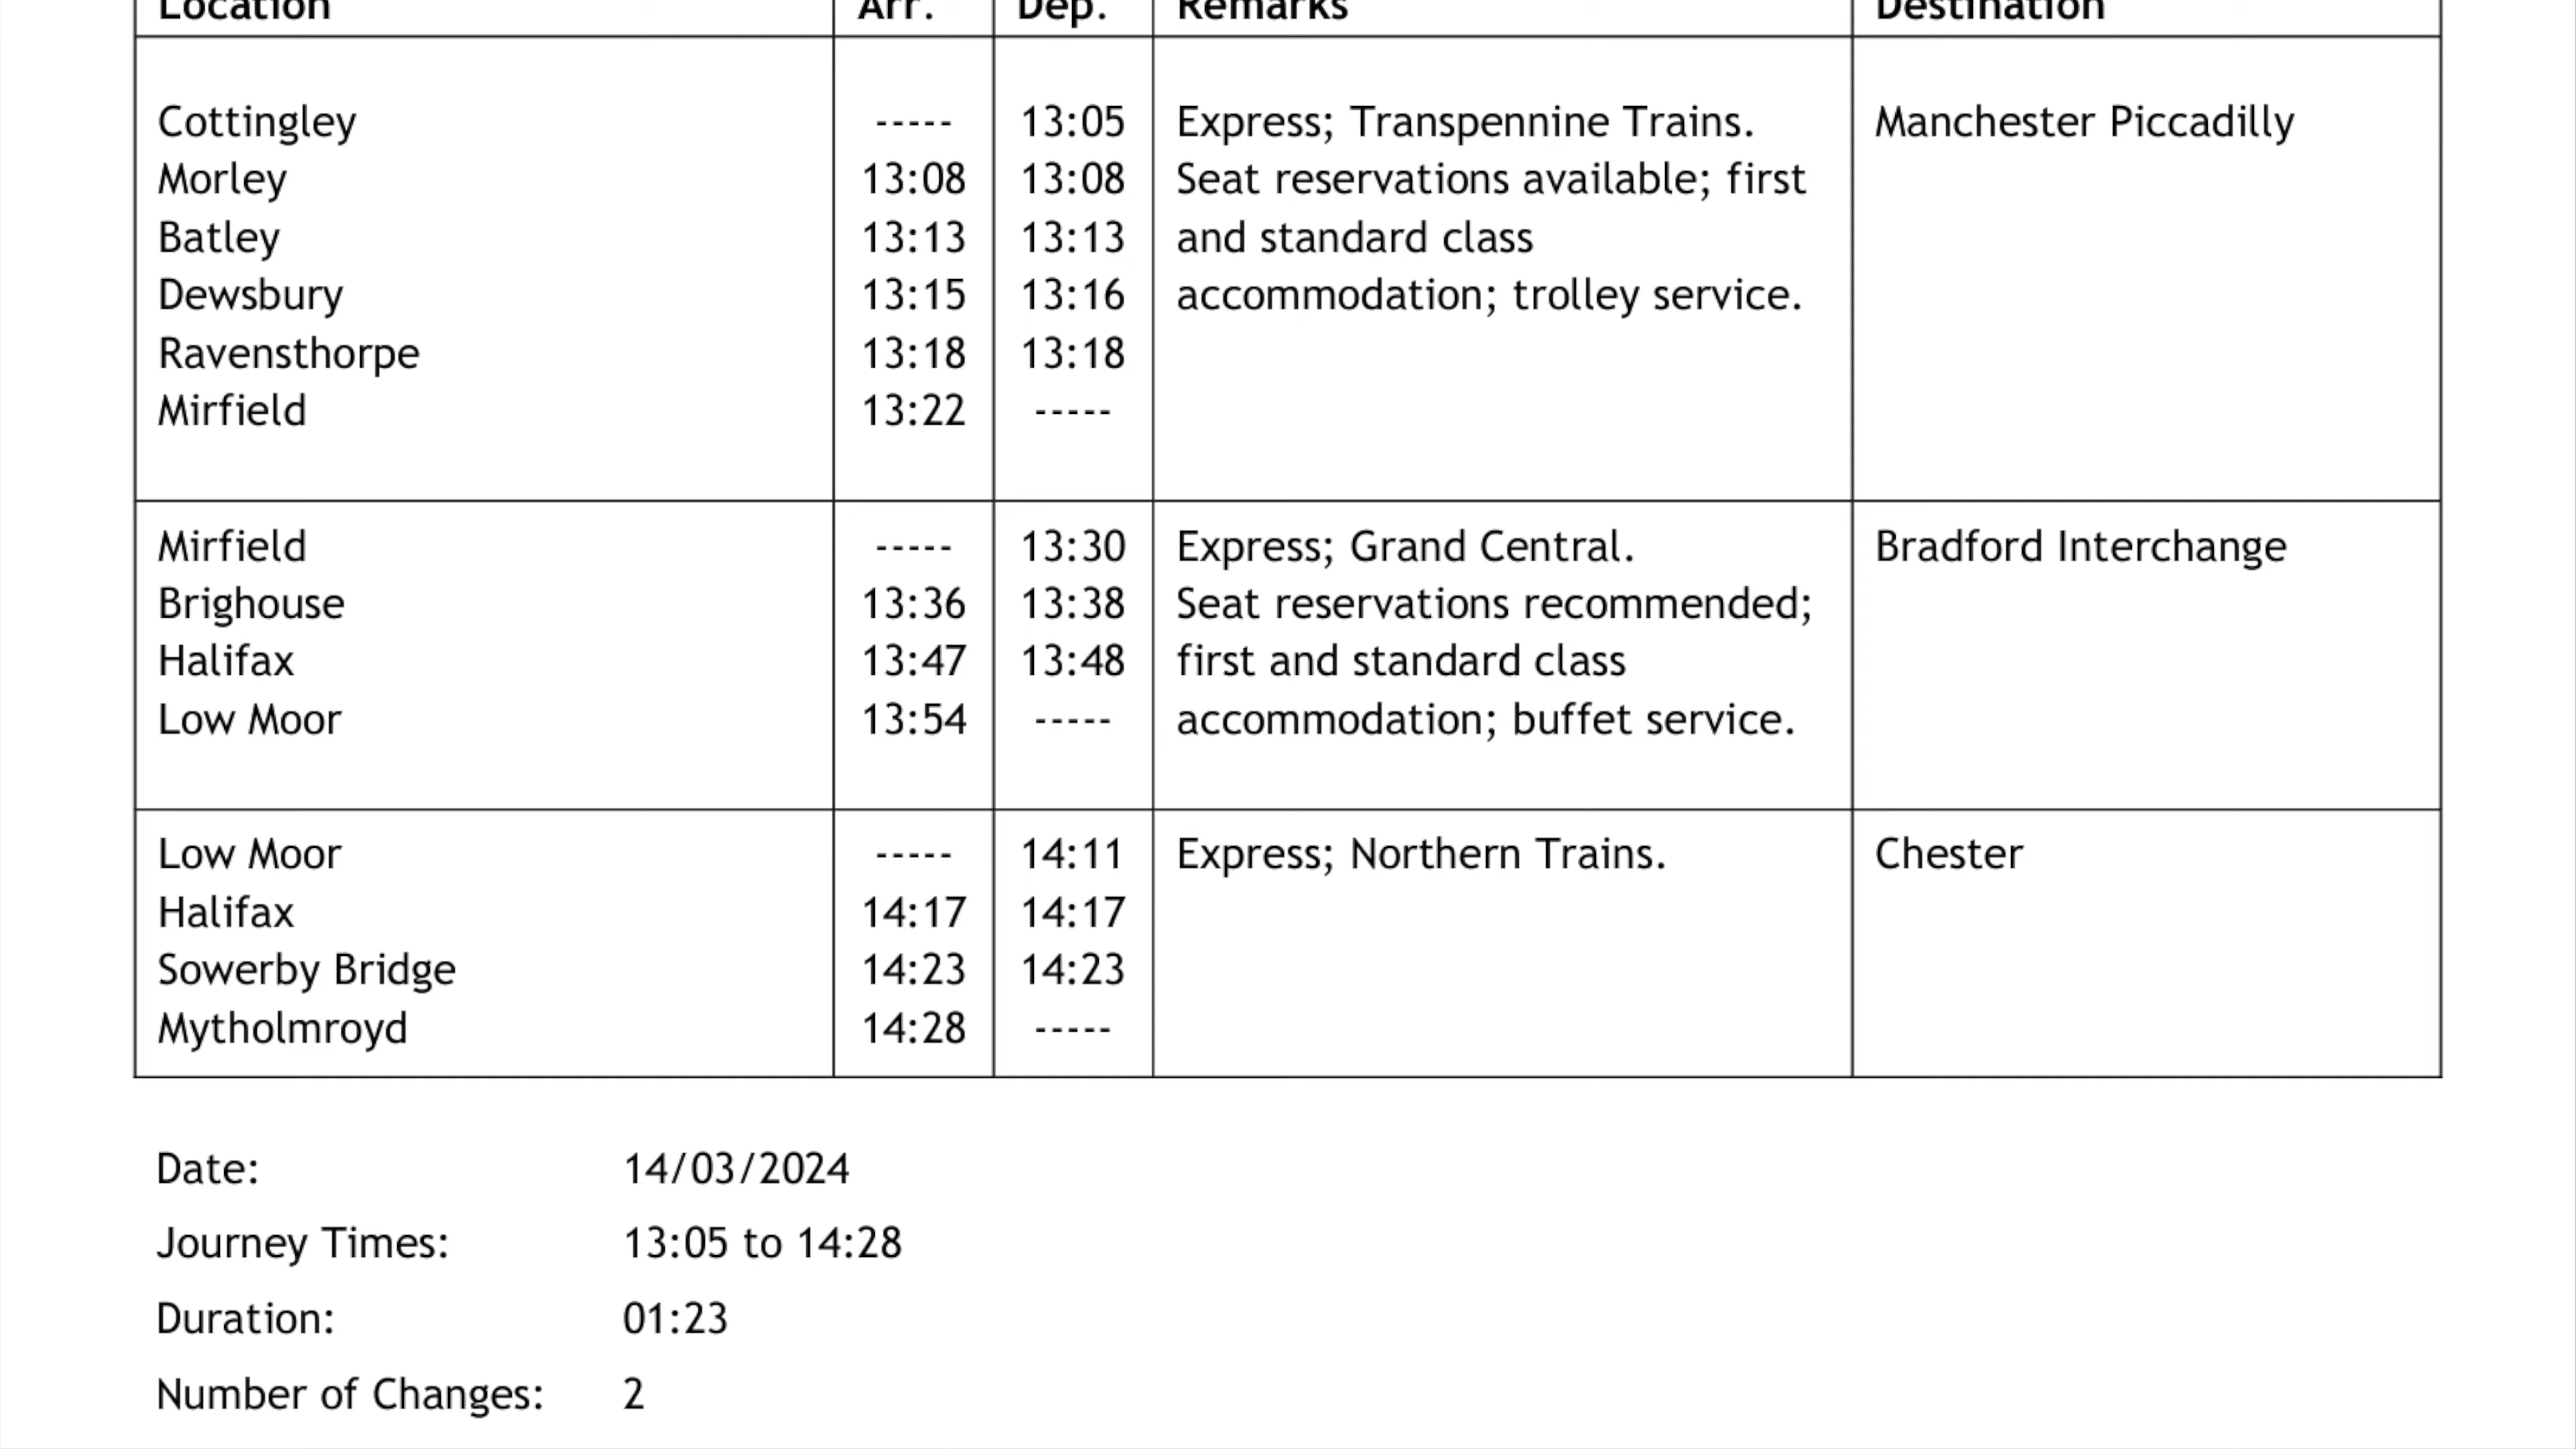 Location Arr. Dep. Remarks Destination
Cottingley ----- 13:05 Express; Transpennine Trains. Manchester Piccadilly
Morley 13:08 13:08 Seat reservations available; first
Batley 13:13 13:13 and standard class
Dewsbury 13:15 13:16 accommodation; trolley service.
Ravensthorpe 13:18 13:18
Mirfield 13:22 -----
Mirfield ----- 13:30 Express; Grand Central. Bradford Interchange
Brighouse 13:36 13:38 Seat reservations recommended;
Halifax 13:47 13:48 first and standard class
Low Moor 13:54 ----- accommodation; buffet service.
Low Moor ----- 14:11 Express; Northern Trains. Chester
Halifax 14:17 14:17
Sowerby Bridge 14:23 14:23
Mytholmroyd 14:28 -----
Date: 14/03/2024
Journey Times: 13:05 to 14:28
Duration: 01:23
Number of Changes: 2